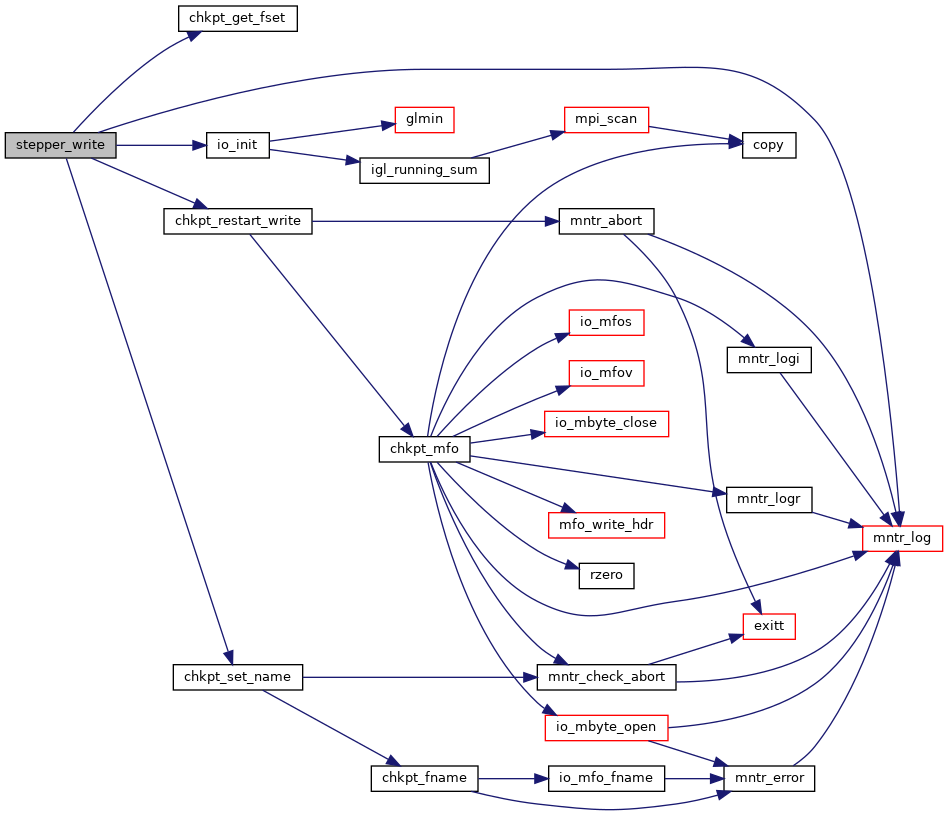 chkpt_get_fset
glmin
mpi_scan
stepper_write
io_init
copy
igl_running_sum
chkpt_restart_write
mntr_abort
io_mfos
mntr_logi
io_mfov
io_mbyte_close
chkpt_mfo
mntr_logr
mfo_write_hdr
mntr_log
rzero
exitt
chkpt_set_name
mntr_check_abort
io_mbyte_open
chkpt_fname
io_mfo_fname
mntr_error